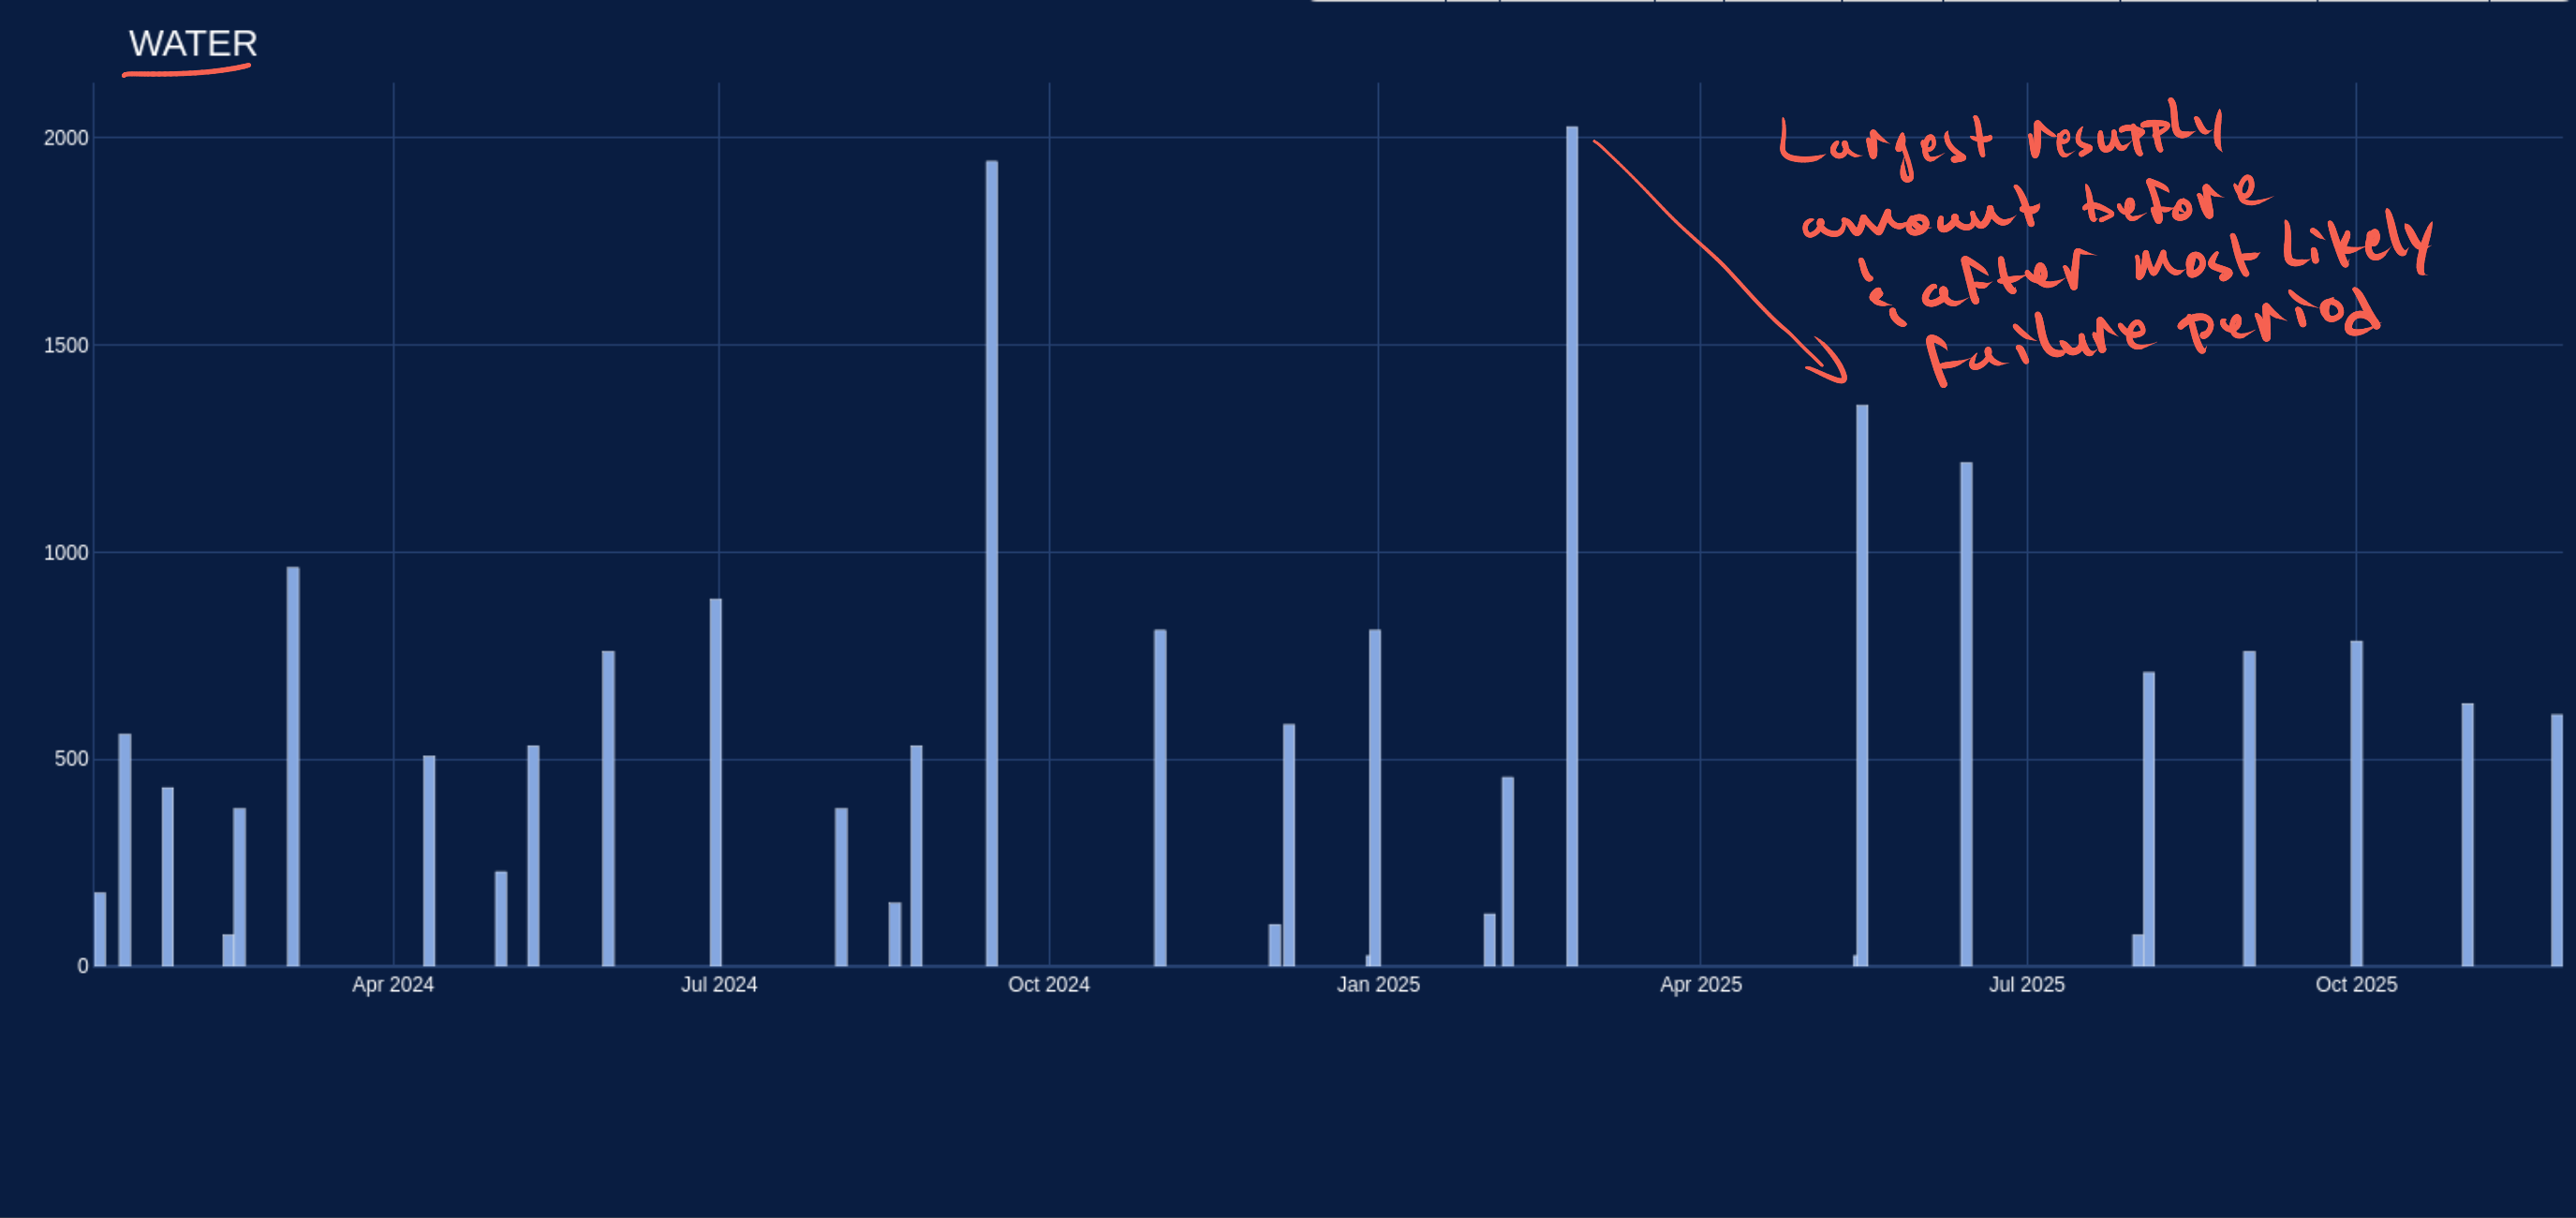 WATER
2000
1500
1000
500
0
Largest resupply
amount before
& after most likely
failure period
Apr 2024
Jul 2024
Oct 2024
Jan 2025
Apr 2025
Jul 2025
Oct 2025